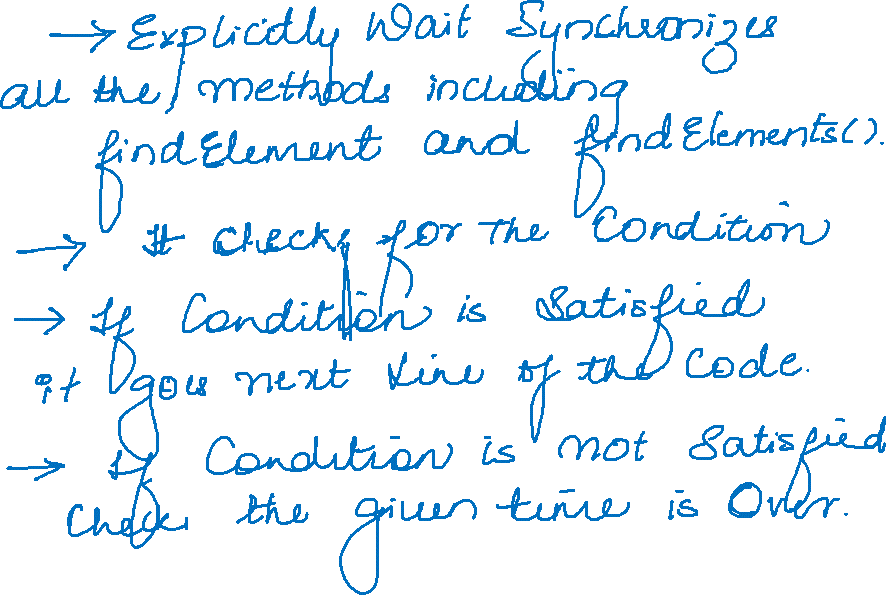 → Explicitly Wait Synchronizes
all the methods including
findElement and findElements().
→ It checks for The Condition
→ If Condition is Satisfied
it goes next line of the Code.
→ If Condition is not Satisfied
Check the given time is Over.